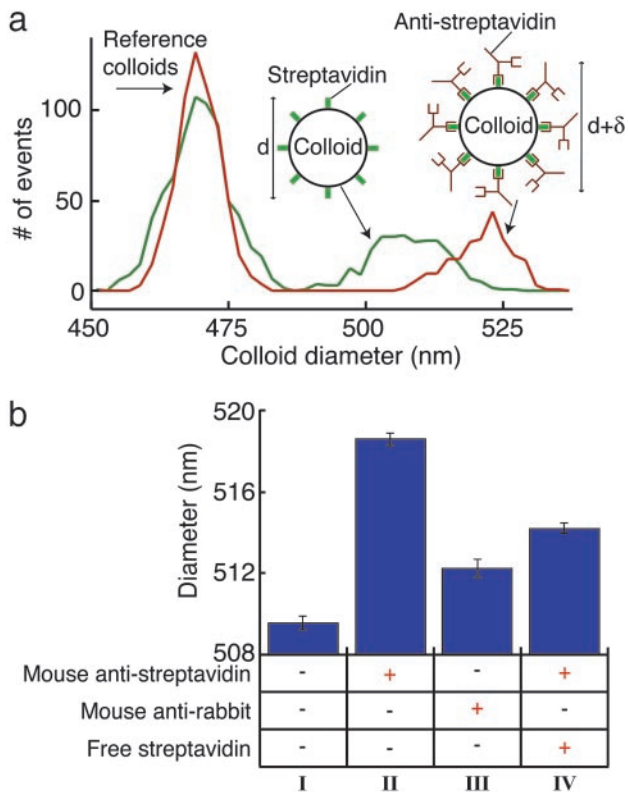 a
Reference colloids
Streptavidin
Anti-streptavidin
d
Colloid
Colloid
d+δ
# of events
100
50
0
450
475
500
525
Colloid diameter (nm)
b
Diameter (nm)
520
516
512
508
Mouse anti-streptavidin - + - +
Mouse anti-rabbit - - + -
Free streptavidin - - - +
I II III IV